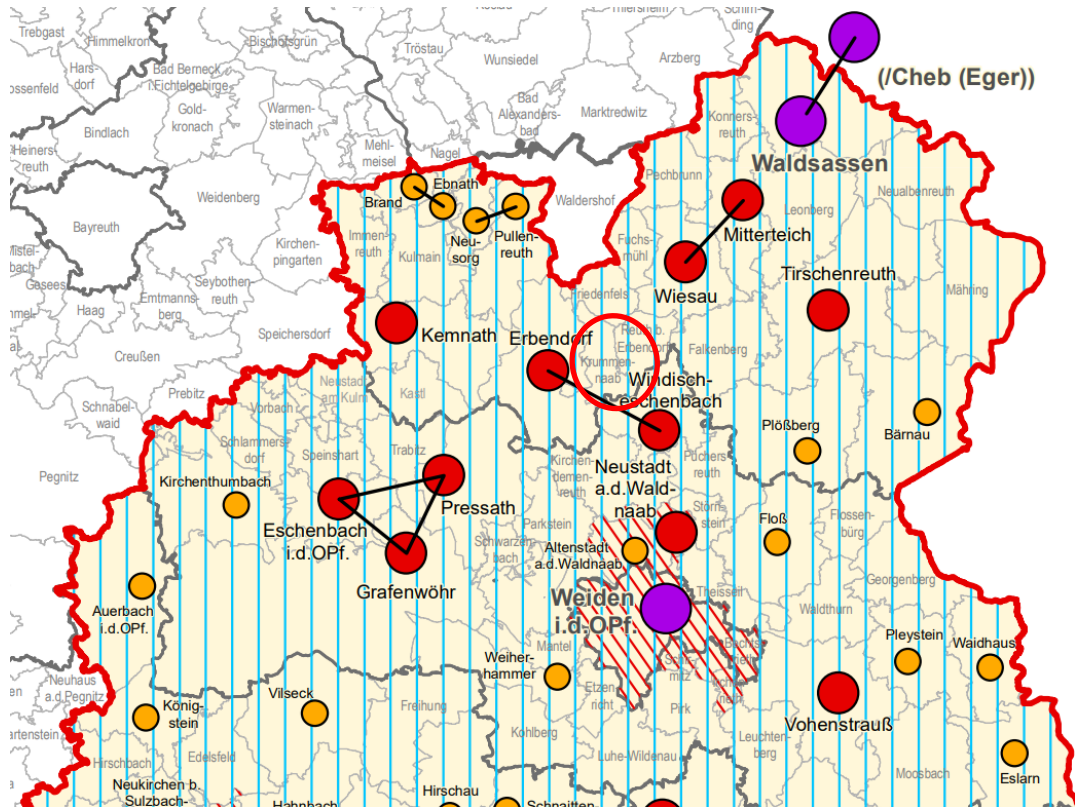 Trebgast
Himmelkron
Bischofsgrün
Tröstau
Wunsiedel
Arzberg
Schirn-
ding
(/Cheb (Eger))
Hars-
dorf
Bad Berneck
i.Fichtelgebirge
Gold-
kronach
Warmen-
steinach
Bad
Alexanders-
bad
Marktredwitz
Konners-
reuth
Waldsassen
Bindlach
Heiners-
reuth
Mehl-
meisel
Nagel
Pechbrunn
Neualbenreuth
Weidenberg
Brand
Ebnath
Waldershof
Leonberg
Mitterteich
Bayreuth
Immen-
reuth
Kulmain
Neu-
sorg
Pullen-
reuth
Fuchs-
mühl
Kirchen-
pingarten
Mistel-
bach
Gesees
Seybothen-
reuth
Emtmanns-
berg
Haag
Wiesau
Tirschenreuth
Mähring
Friedenfels
Speichersdorf
Kemnath
Erbendorf
Reuth b.
Erbendorf
Falkenberg
Creußen
Krummen-
naab
Windisch-
eschenbach
Prebitz
Neustadt
am Kulm
Kastl
Schnabel-
waid
Vorbach
Plößberg
Bärnau
Schlammers-
dorf
Speinshart
Trabitz
Pegnitz
Kirchenthumbach
Kirchen-
demen-
reuth
Neustadt
a.d.Wald-
naab
Püchers-
reuth
Eschenbach
i.d.OPf.
Pressath
Störn-
stein
Floß
Flossen-
bürg
Parkstein
Schwarzen-
bach
Altenstadt
a.d.Waldnaab
Grafenwöhr
Theisseil
Georgenberg
Auerbach
i.d.OPf.
Weiden
i.d.OPf.
Waldthurn
Pleystein
Waidhaus
Mantel
Weiher-
hammer
Etzen-
richt
Pirk
Neuhaus
a.d.Pegnitz
König-
stein
Vilseck
Freihung
Vohenstrauß
Kohlberg
Luhe-Wildenau
Leuchten-
berg
Hirschbach
Edelsfeld
Moosbach
Eslarn
Neukirchen b.
Sulzbach-
Hahnbach
Hirschau
Schnaitten-